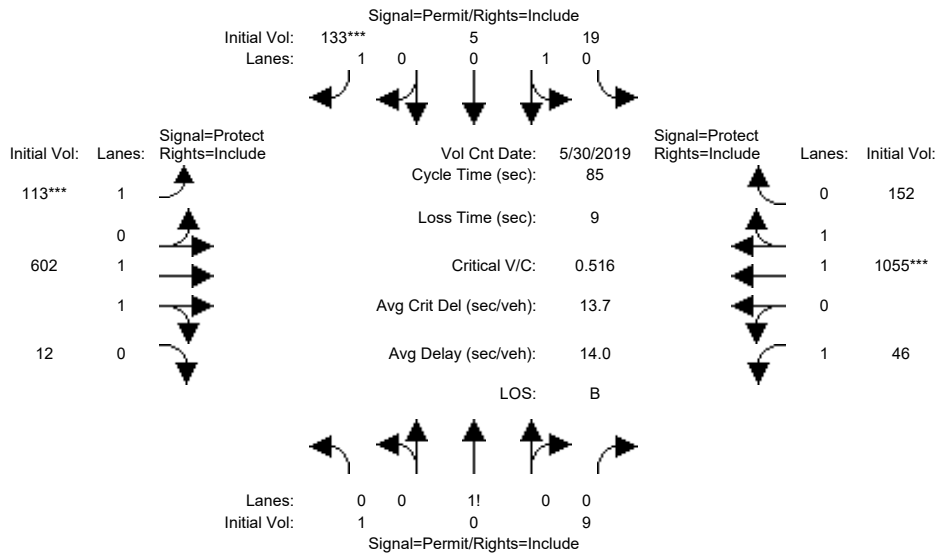 Signal=Permit/Rights=Include
Initial Vol: 133*** 5 19
Lanes: 1 0 0 1 0
Signal=Protect Signal=Protect
Initial Vol: Lanes: Rights=Include Vol Cnt Date: 5/30/2019 Rights=Include Lanes: Initial Vol:
Cycle Time (sec): 85
113*** 1 0 152
Loss Time (sec): 9
0 1
602 1 Critical V/C: 0.516 1 1055***
1 Avg Crit Del (sec/veh): 13.7 0
12 0 Avg Delay (sec/veh): 14.0 1 46
LOS: B
Lanes: 0 0 1! 0 0
Initial Vol: 1 0 9
Signal=Permit/Rights=Include